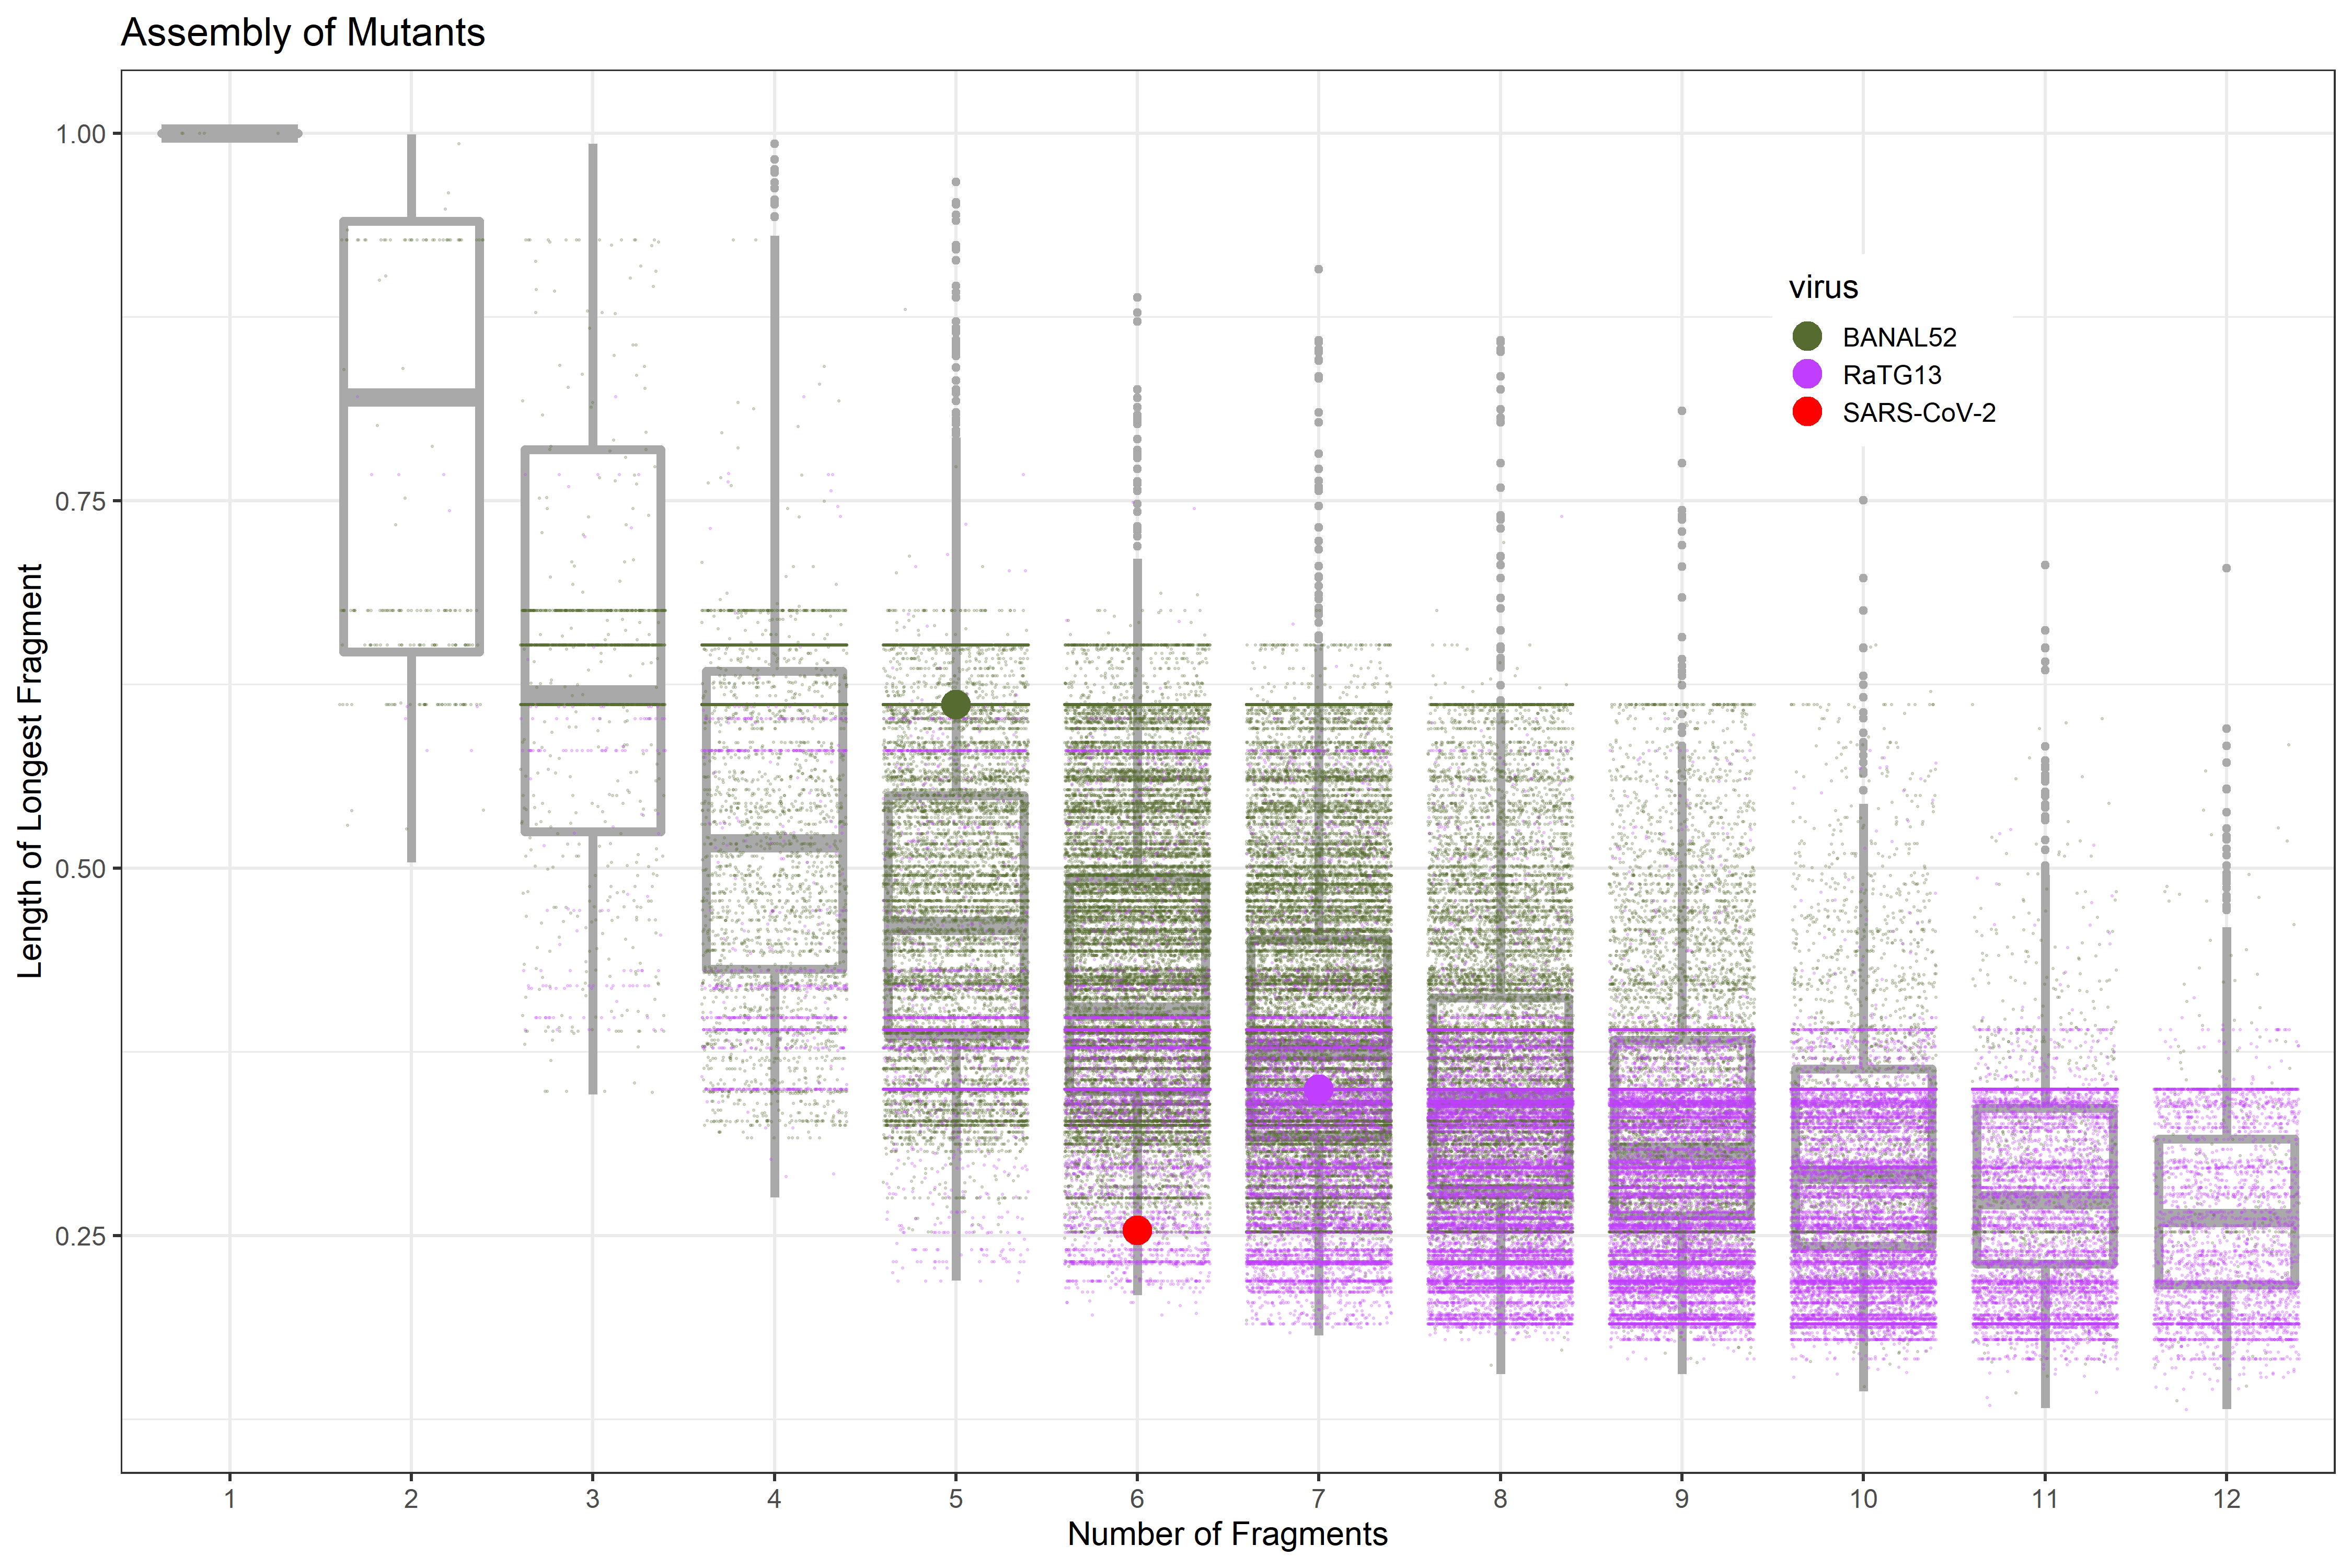 Assembly of Mutants
Length of Longest Fragment
1.00
0.75
0.50
0.25
virus
BANAL52
RaTG13
SARS-CoV-2
1 2 3 4 5 6 7 8 9 10 11 12
Number of Fragments